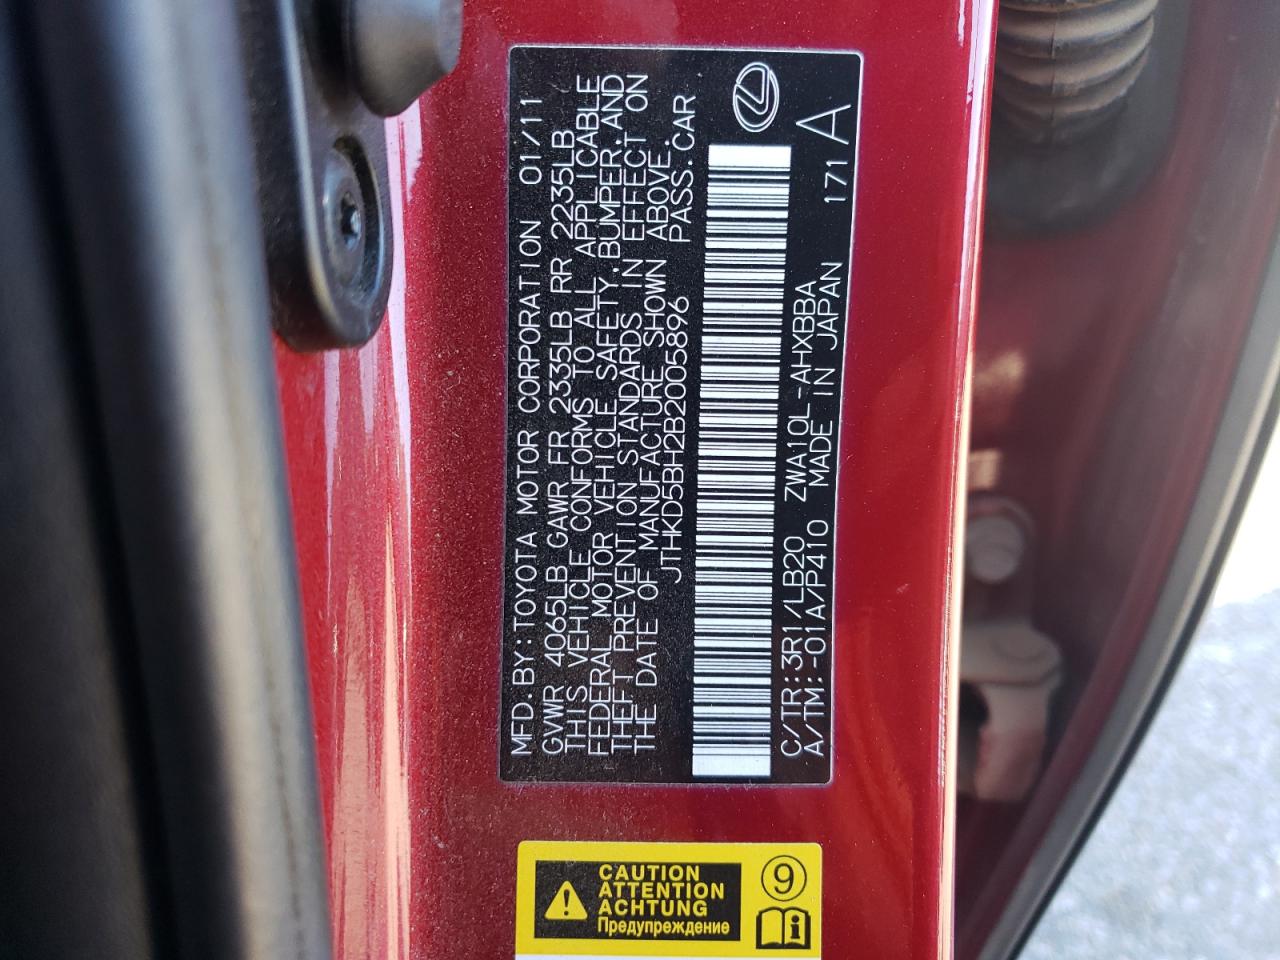 MFD. BY: TOYOTA MOTOR CORPORATION 01/11
GVWR 4065LB GAWR FR 2335LB RR 2235LB
THIS VEHICLE CONFORMS TO ALL APPLICABLE
FEDERAL MOTOR VEHICLE SAFETY, BUMPER, AND
THEFT PREVENTION STANDARDS IN EFFECT ON
THE DATE OF MANUFACTURE SHOWN ABOVE.
JTHKD5BH2B2005896 PASS. CAR
C/TR: 3R1/LB20 ZWA10L-AHXBBA 171 A
A/TM: -01A/P410 MADE IN JAPAN
CAUTION
ATTENTION
ACHTUNG
Предупреждение
9
i